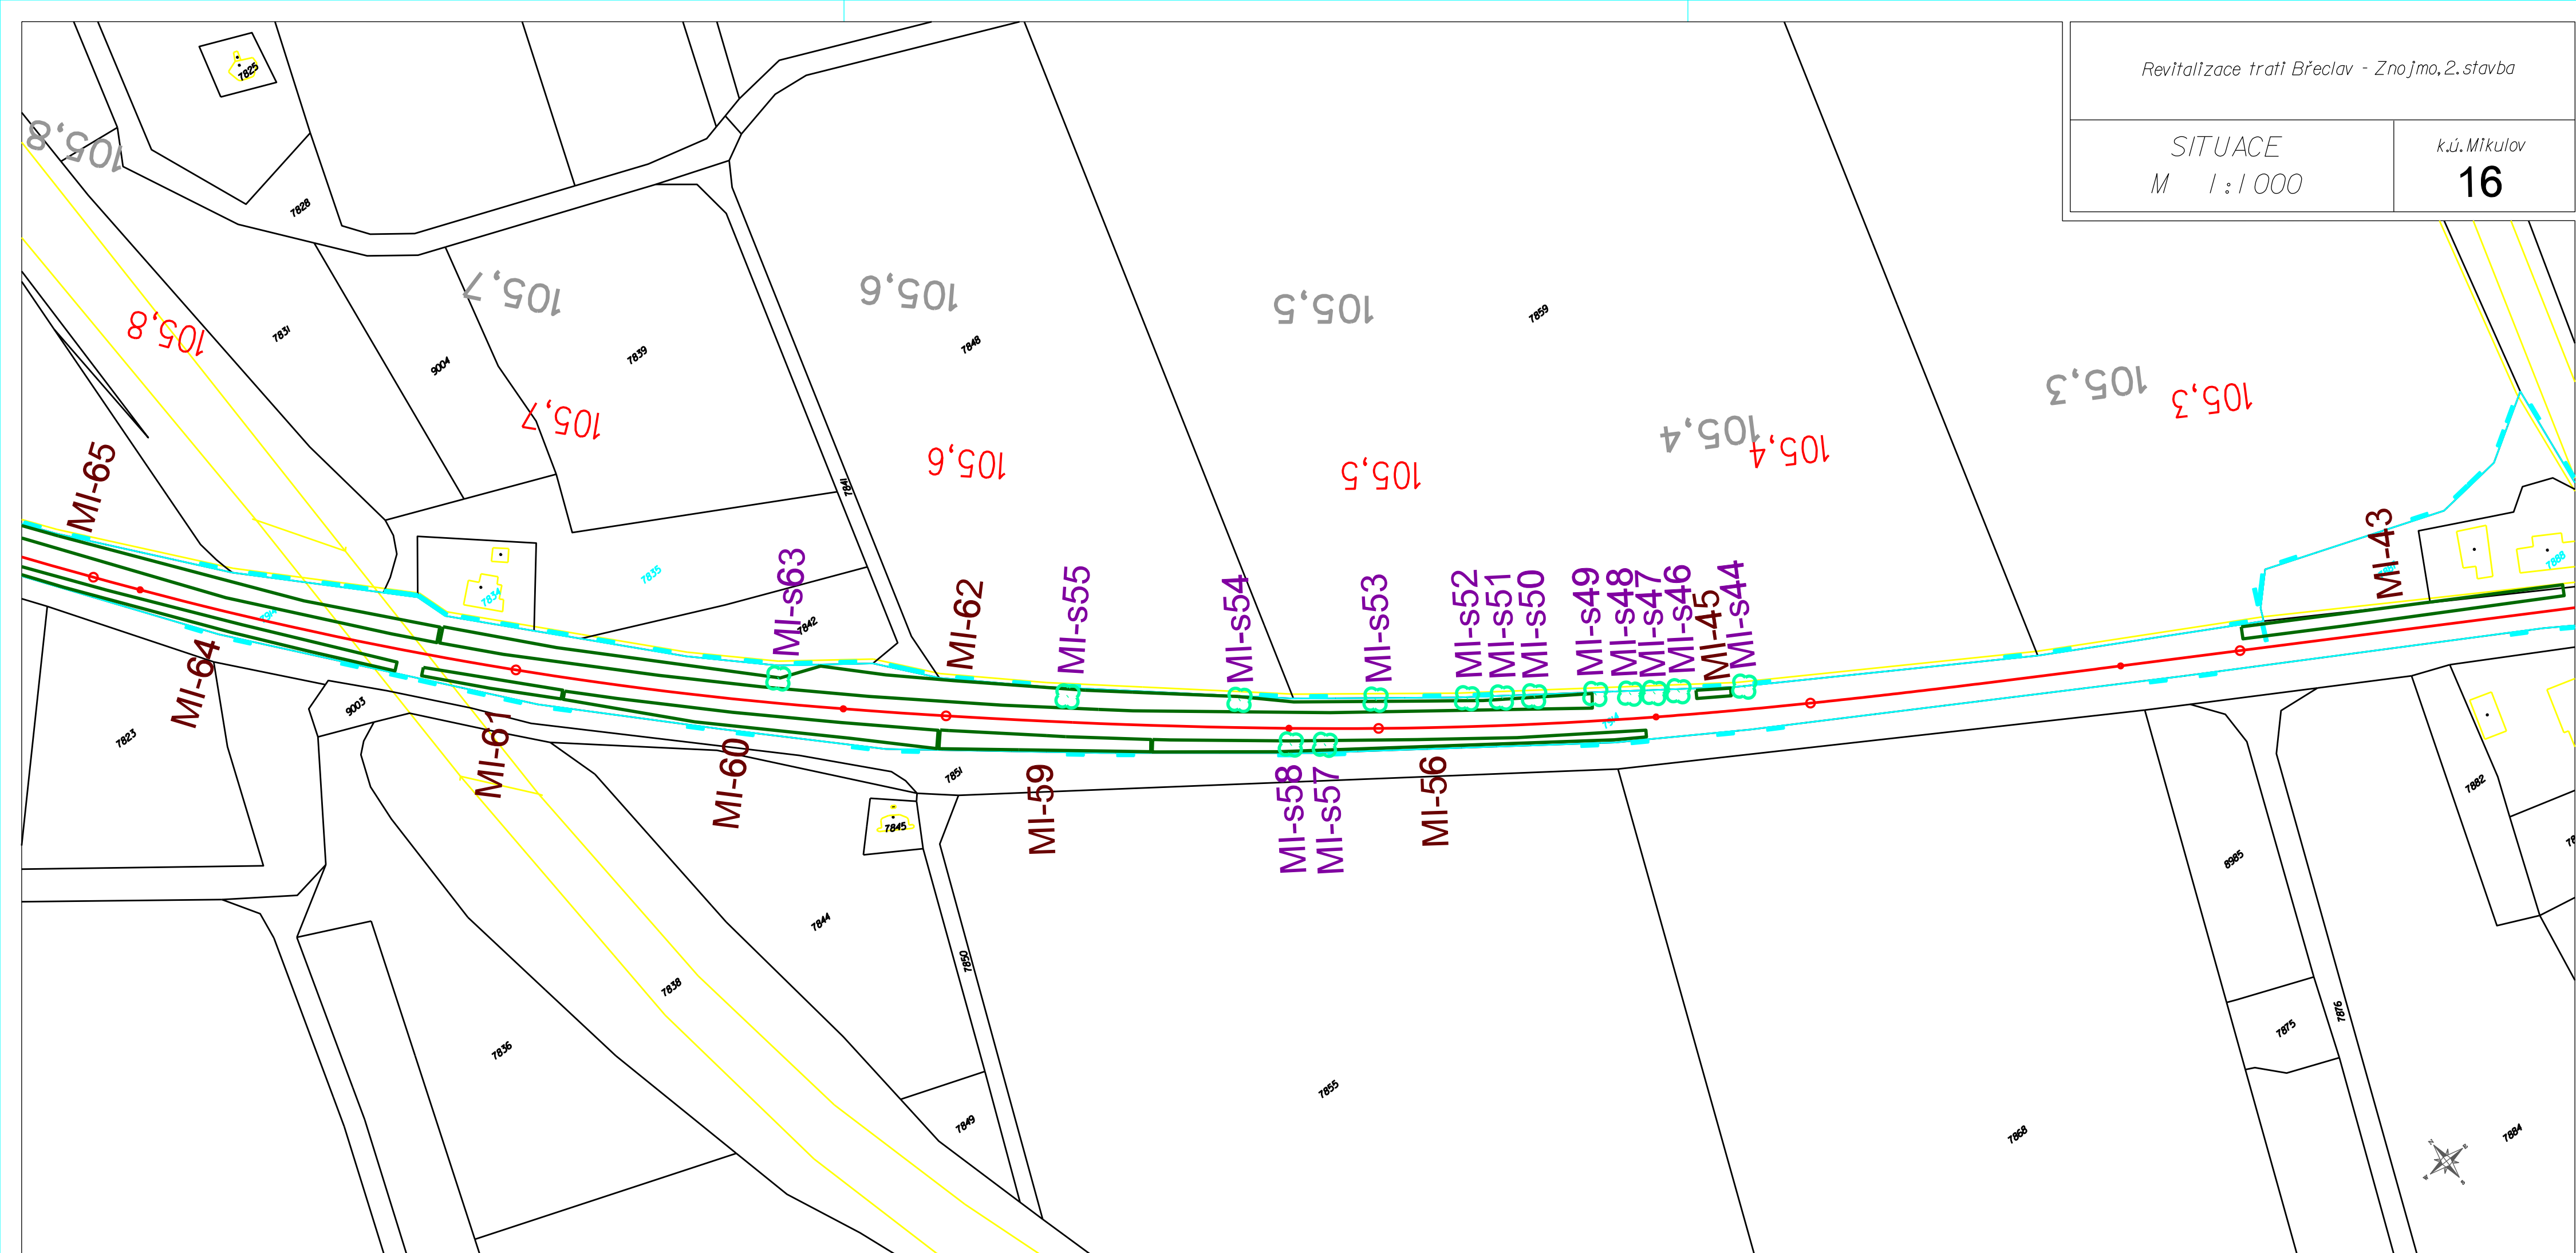 Revitalizace trati Břeclav - Znojmo, 2. stavba
SITUACE
M 1:1000
k.ú. Mikulov
16
7825
105,8
7828
105,8
7831
9004
105,7
7839
105,7
105,6
7848
105,6
105,5
7859
105,5
105,4
105,4
105,3
105,3
7841
MI-65
7835
7834
7842
MI-s63
MI-62
MI-s55
MI-s54
MI-s53
MI-s52
MI-s51
MI-s50
MI-s49
MI-s48
MI-s47
MI-s46
MI-45
MI-s44
MI-43
7888
MI-64
9003
7823
MI-61
MI-60
7851
MI-59
MI-s58
MI-s57
MI-56
7845
7882
8985
7844
7850
7838
7836
7849
7855
7868
7875
7876
7884
N
E